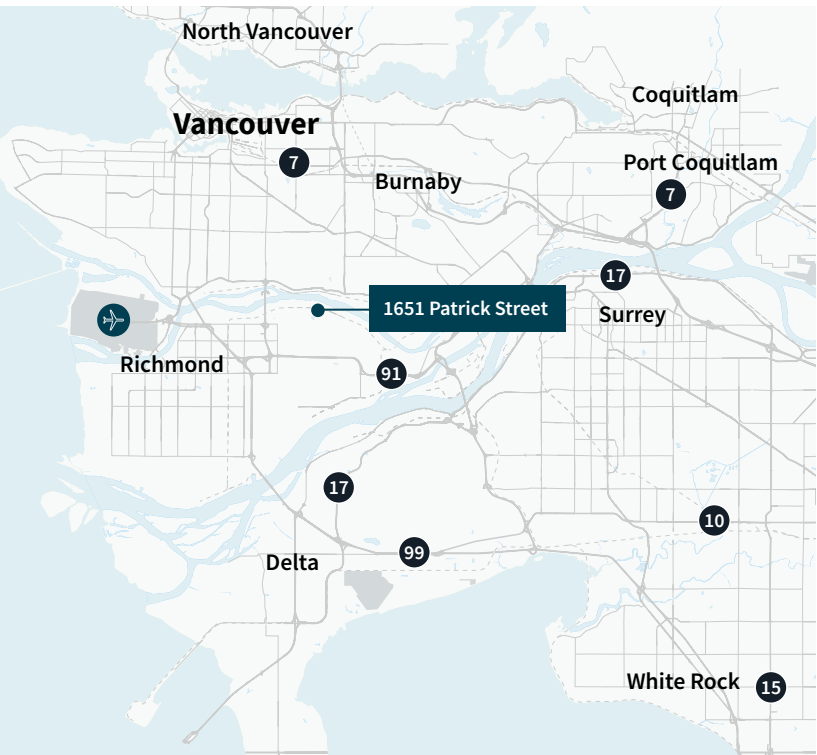 North Vancouver
Coquitlam
Vancouver
7
Port Coquitlam
Burnaby
7
17
1651 Patrick Street
Surrey
Richmond
91
17
10
99
Delta
White Rock
15